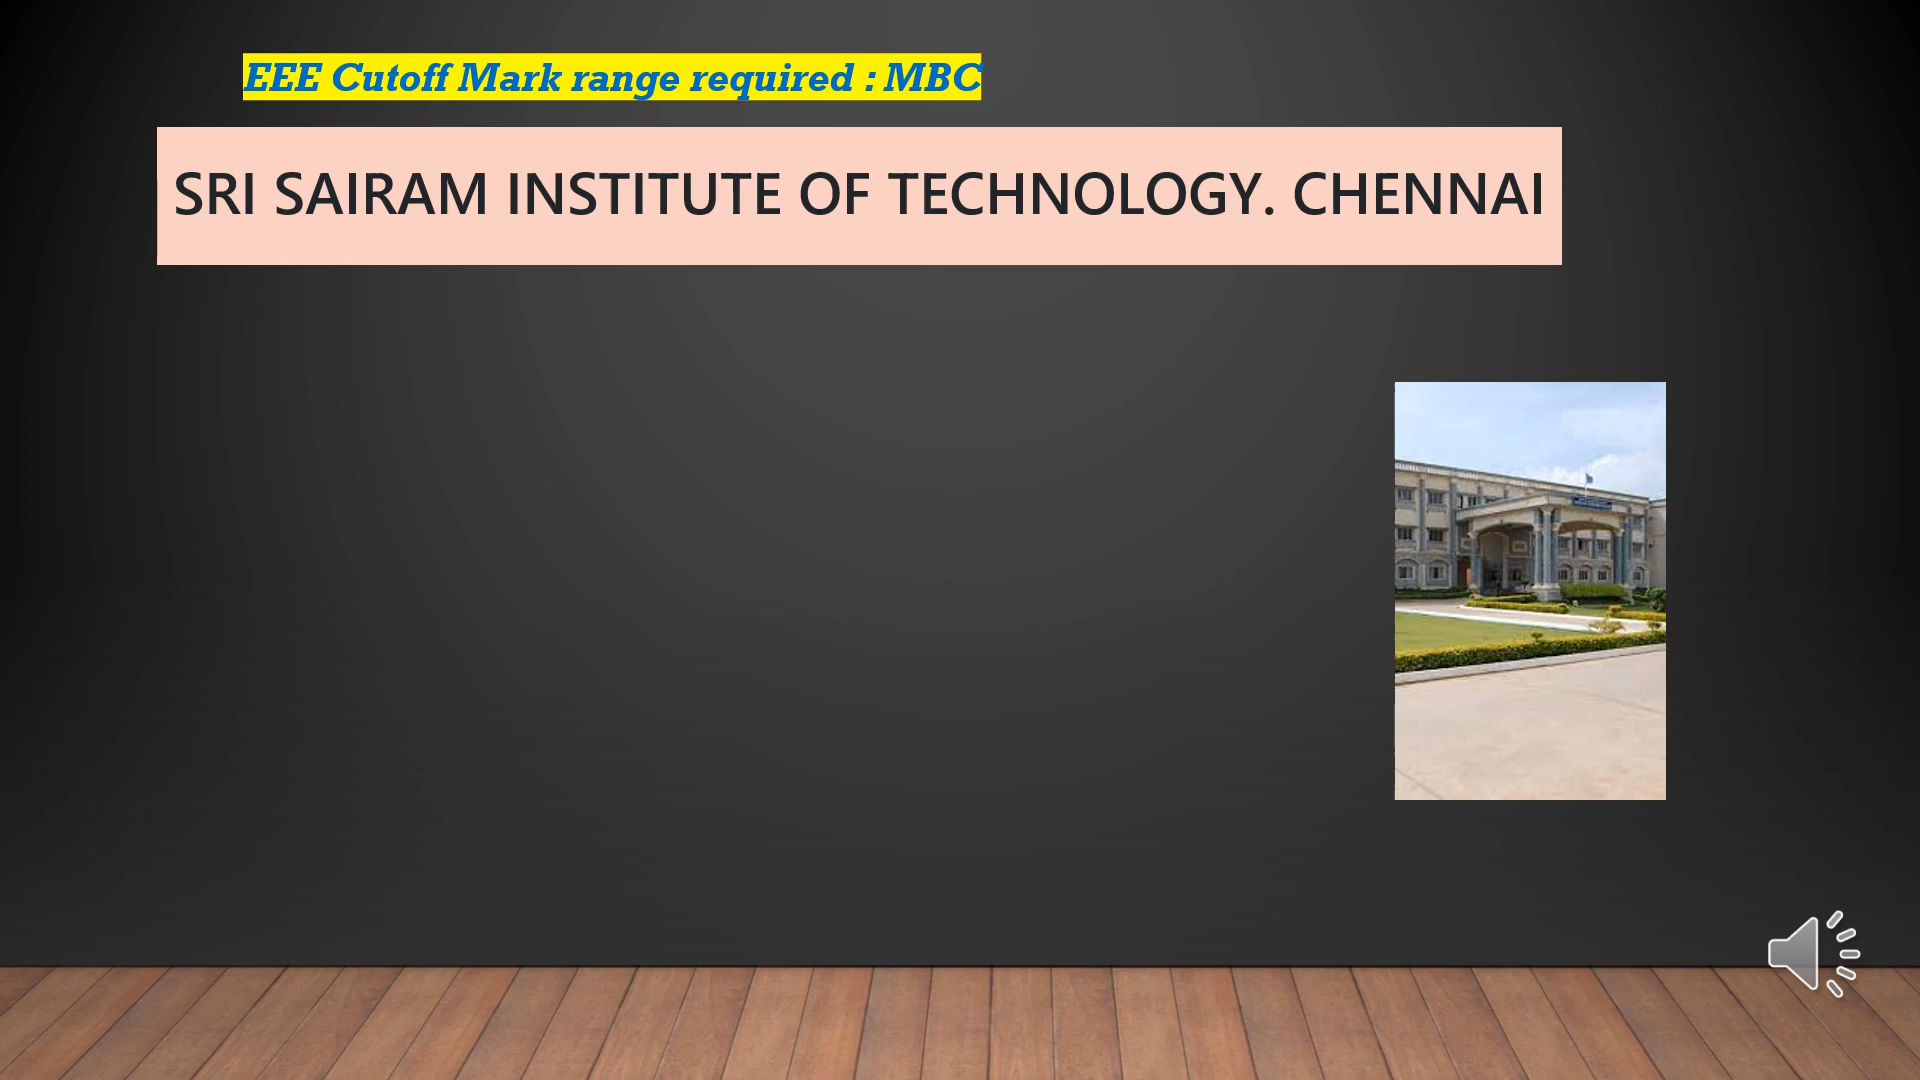 EEE Cutoff Mark range required : MBC
SRI SAIRAM INSTITUTE OF TECHNOLOGY. CHENNAI